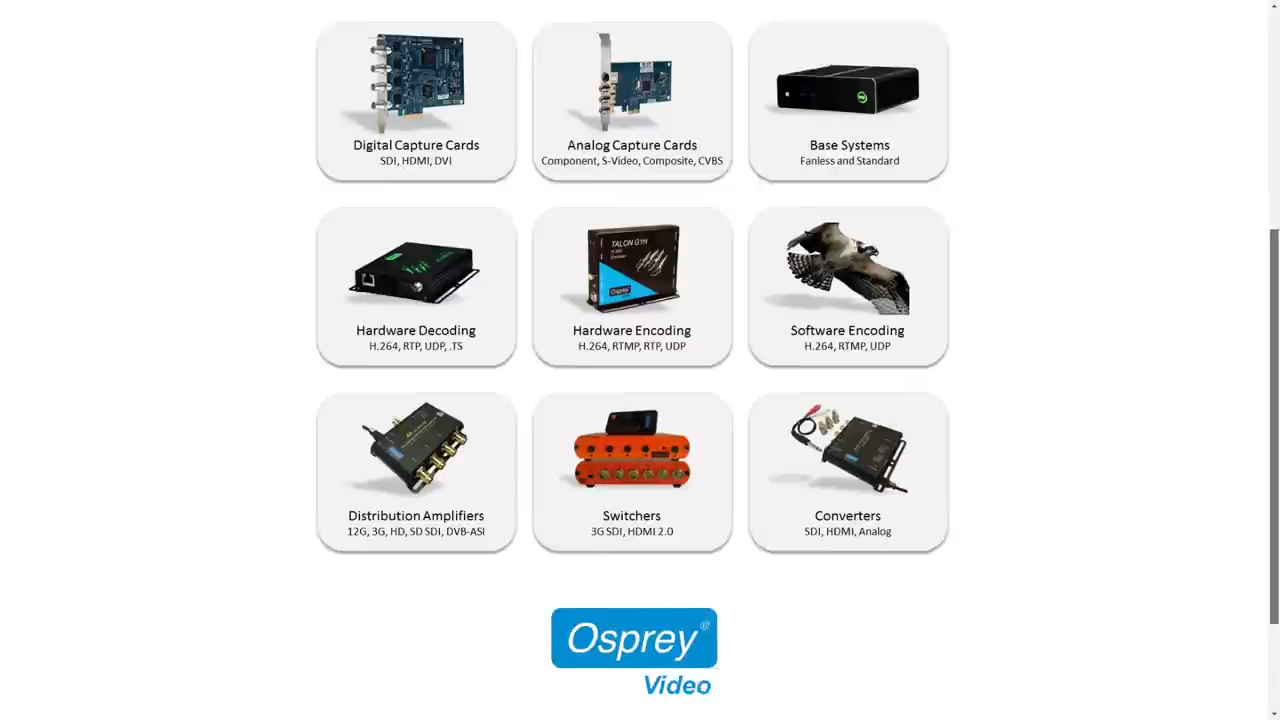 Digital Capture Cards
SDI, HDMI, DVI
Analog Capture Cards
Component, S-Video, Composite, CVBS
Base Systems
Fanless and Standard
Hardware Decoding
H.264, RTP, UDP, .TS
TALON G1H
H.264
Encoder
Osprey
Hardware Encoding
H.264, RTMP, RTP, UDP
Software Encoding
H.264, RTMP, UDP
Distribution Amplifiers
12G, 3G, HD, SD SDI, DVB-ASI
Switchers
3G SDI, HDMI 2.0
Converters
SDI, HDMI, Analog
Osprey®
Video